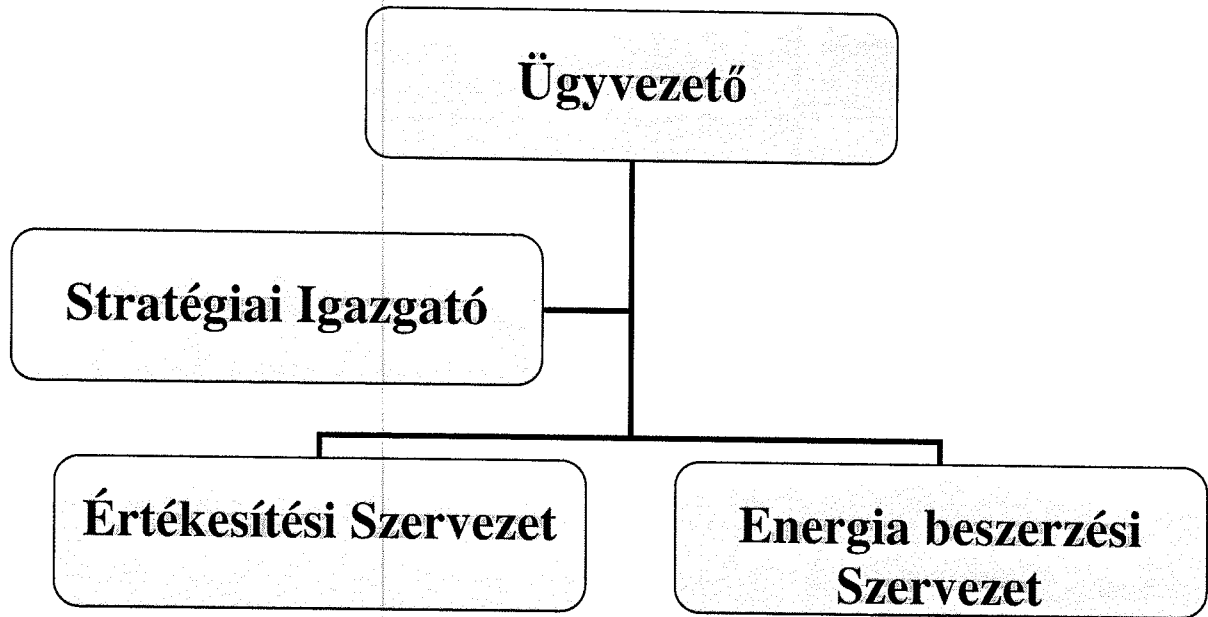 Ügyvezető
Stratégiai Igazgató
Értékesítési Szervezet
Energia beszerzési
Szervezet